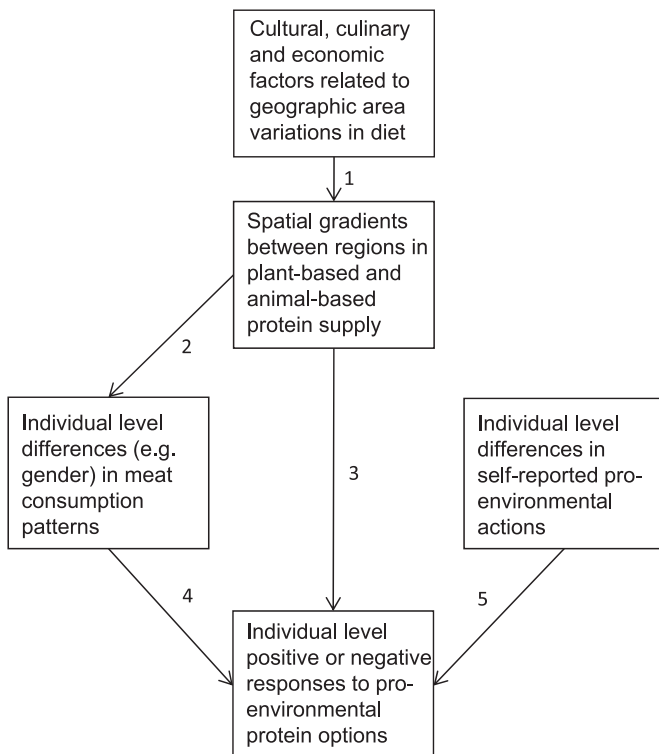 Cultural, culinary
and economic
factors related to
geographic area
variations in diet
1
Spatial gradients
between regions in
plant-based and
animal-based
protein supply
2
Individual level
differences (e.g.
gender) in meat
consumption
patterns
3
Individual level
differences in
self-reported pro-
environmental
actions
4
5
Individual level
positive or negative
responses to pro-
environmental
protein options